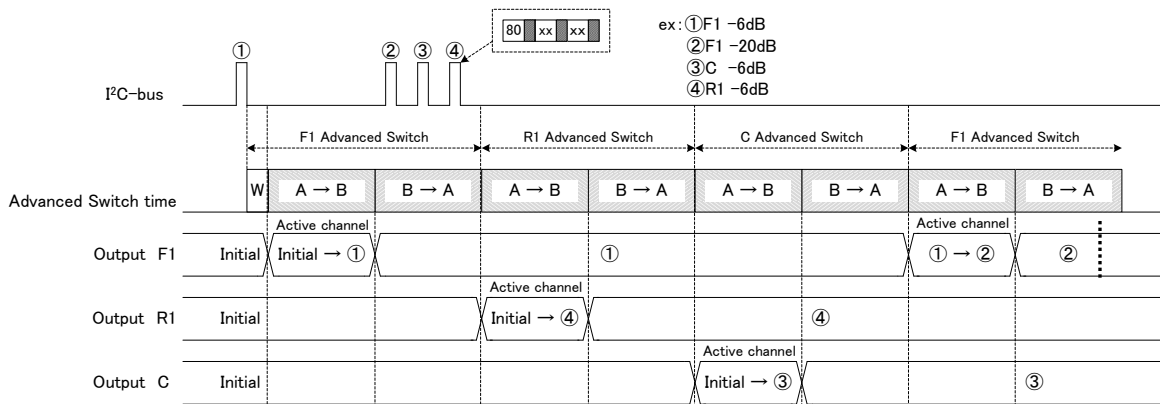 80 xx xx
ex:①F1 -6dB
②F1 -20dB
③C -6dB
④R1 -6dB
① ② ③ ④
I²C-bus
F1 Advanced Switch R1 Advanced Switch C Advanced Switch F1 Advanced Switch
Advanced Switch time W A → B B → A A → B B → A A → B B → A A → B B → A
Active channel Active channel
Output F1 Initial Initial → ① ① ① → ② ②
Active channel
Output R1 Initial Initial → ④ ④
Active channel
Output C Initial Initial → ③ ③